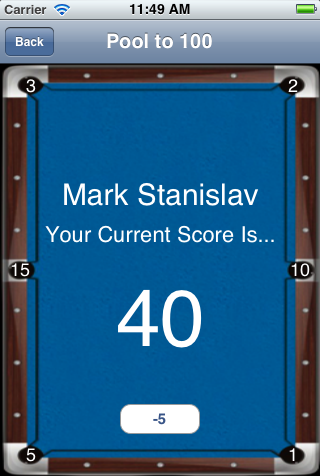 Carrier 11:49 AM
Back Pool to 100
3 2
Mark Stanislav
Your Current Score Is...
15 10
40
-5
5 1